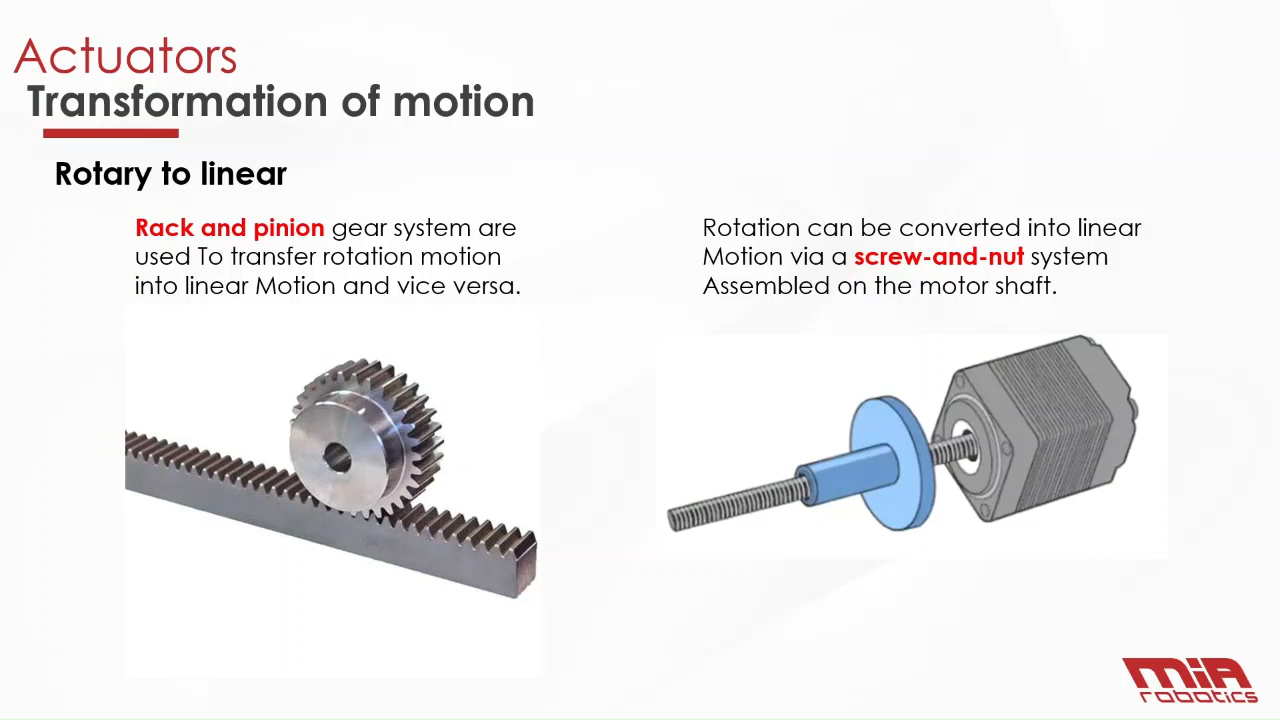 Actuators
Transformation of motion
Rotary to linear
Rack and pinion gear system are
used To transfer rotation motion
into linear Motion and vice versa.
Rotation can be converted into linear
Motion via a screw-and-nut system
Assembled on the motor shaft.
MiA
robotics